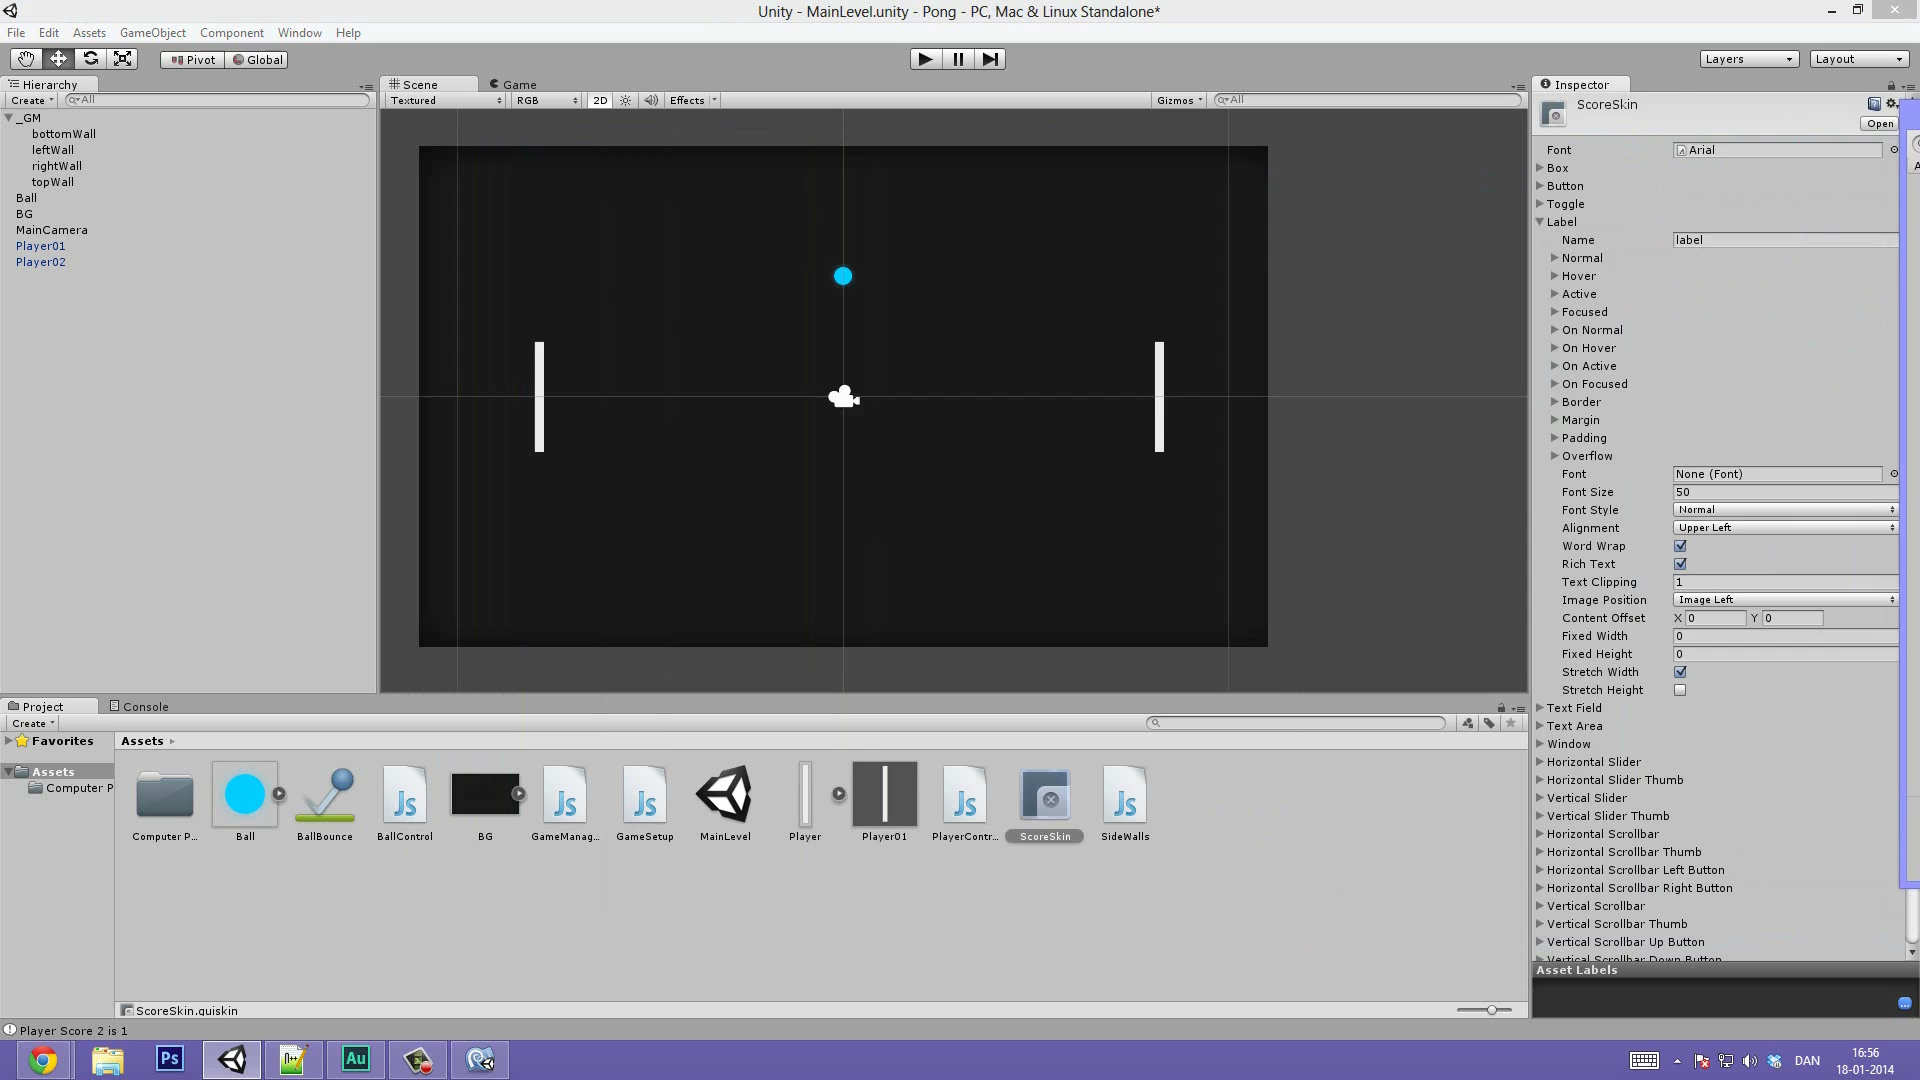 Unity - MainLevel.unity - Pong - PC, Mac & Linux Standalone*
File Edit Assets GameObject Component Window Help
Pivot Global Layers Layout
Hierarchy
Create All
_GM
bottomWall
leftWall
rightWall
topWall
Ball
BG
MainCamera
Player01
Player02
Scene Game
Textured RGB 2D Effects Gizmos All
Inspector
ScoreSkin
Open
Font Arial
Box
Button
Toggle
Label
Name label
Normal
Hover
Active
Focused
On Normal
On Hover
On Active
On Focused
Border
Margin
Padding
Overflow
Font None (Font)
Font Size 50
Font Style Normal
Alignment Upper Left
Word Wrap
Rich Text
Text Clipping 1
Image Position Image Left
Content Offset X 0 Y 0
Fixed Width 0
Fixed Height 0
Stretch Width
Stretch Height
Text Field
Text Area
Window
Horizontal Slider
Horizontal Slider Thumb
Vertical Slider
Vertical Slider Thumb
Horizontal Scrollbar
Horizontal Scrollbar Thumb
Horizontal Scrollbar Left Button
Horizontal Scrollbar Right Button
Vertical Scrollbar
Vertical Scrollbar Thumb
Vertical Scrollbar Up Button
Vertical Scrollbar Down Button
Asset Labels
Project Console
Create
Favorites
Assets
Computer P
Assets
Computer P... Ball BallBounce BallControl BG GameManag... GameSetup MainLevel Player Player01 PlayerContr... ScoreSkin SideWalls
Js Js Js Js Js
ScoreSkin.guiskin
Player Score 2 is 1
Ps Au
DAN
16:56
18-01-2014